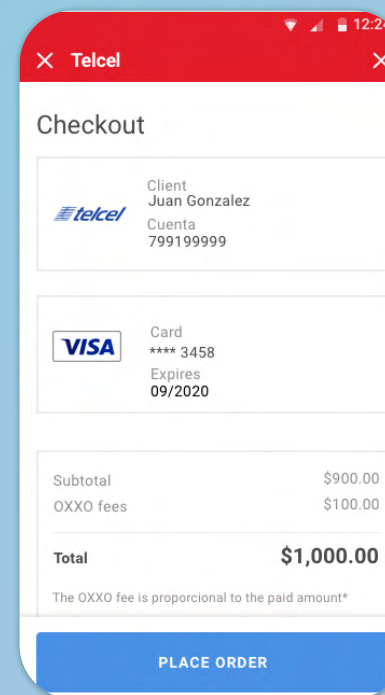 12:24
Telcel
Checkout
telcel
Client
Juan Gonzalez
Cuenta
799199999
VISA
Card
**** 3458
Expires
09/2020
Subtotal $900.00
OXXO fees $100.00
Total $1,000.00
The OXXO fee is proporcional to the paid amount*
PLACE ORDER